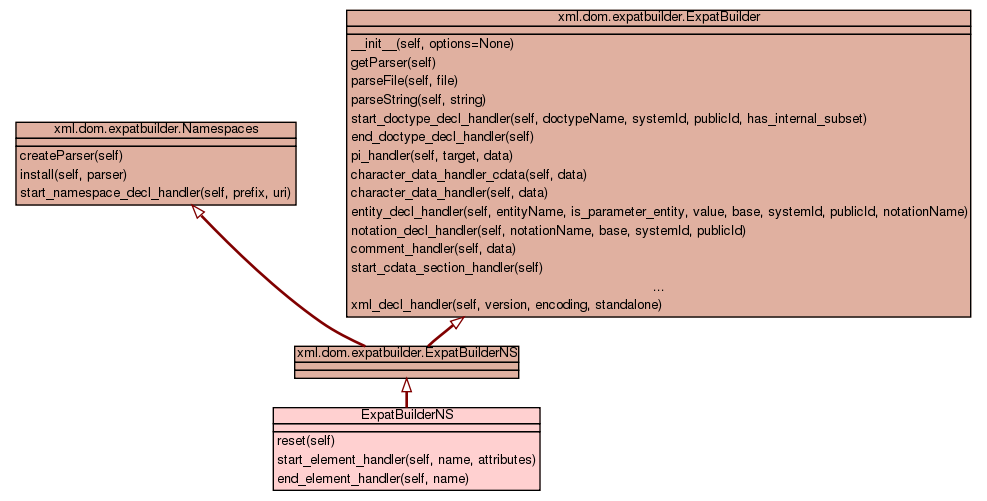 xml.dom.expatbuilder.ExpatBuilder
__init__(self, options=None)
getParser(self)
parseFile(self, file)
parseString(self, string)
start_doctype_decl_handler(self, doctypeName, systemId, publicId, has_internal_subset)
end_doctype_decl_handler(self)
pi_handler(self, target, data)
character_data_handler_cdata(self, data)
character_data_handler(self, data)
entity_decl_handler(self, entityName, is_parameter_entity, value, base, systemId, publicId, notationName)
notation_decl_handler(self, notationName, base, systemId, publicId)
comment_handler(self, data)
start_cdata_section_handler(self)
...
xml_decl_handler(self, version, encoding, standalone)
xml.dom.expatbuilder.Namespaces
createParser(self)
install(self, parser)
start_namespace_decl_handler(self, prefix, uri)
xml.dom.expatbuilder.ExpatBuilderNS
ExpatBuilderNS
reset(self)
start_element_handler(self, name, attributes)
end_element_handler(self, name)